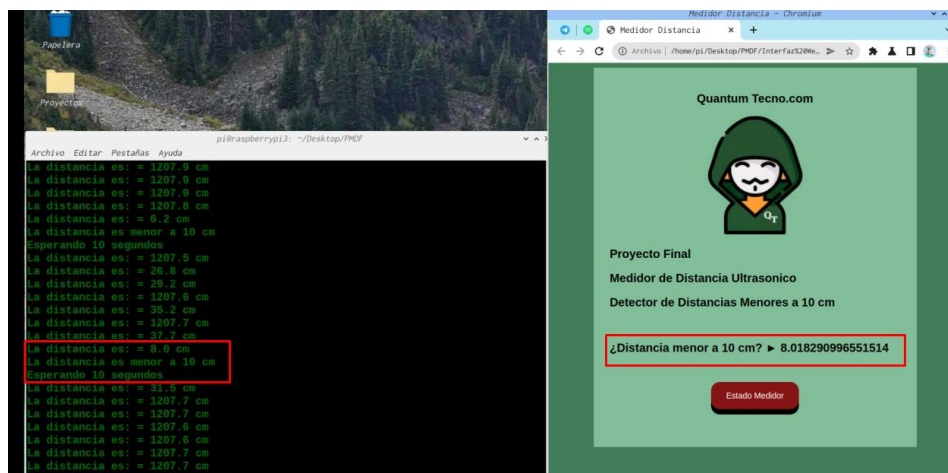 Papelera
Proyectos
pi@raspberrypi3: ~/Desktop/PMDF
Archivo Editar Pestañas Ayuda
La distancia es: = 1207.9 cm
La distancia es: = 1207.9 cm
La distancia es: = 1207.9 cm
La distancia es: = 1207.8 cm
La distancia es: = 6.2 cm
La distancia es menor a 10 cm
Esperando 10 segundos
La distancia es: = 1207.5 cm
La distancia es: = 26.8 cm
La distancia es: = 29.2 cm
La distancia es: = 1207.6 cm
La distancia es: = 35.2 cm
La distancia es: = 1207.7 cm
La distancia es: = 37.7 cm
La distancia es: = 8.0 cm
La distancia es menor a 10 cm
Esperando 10 segundos
La distancia es: = 31.5 cm
La distancia es: = 1207.7 cm
La distancia es: = 1207.7 cm
La distancia es: = 1207.6 cm
La distancia es: = 1207.6 cm
La distancia es: = 1207.7 cm
La distancia es: = 1207.7 cm
Medidor Distancia - Chromium
Medidor Distancia
Archivo | /home/pi/Desktop/PMDF/Interfaz%20We…
Quantum Tecno.com
QT
Proyecto Final
Medidor de Distancia Ultrasonico
Detector de Distancias Menores a 10 cm
¿Distancia menor a 10 cm? ► 8.018290996551514
Estado Medidor